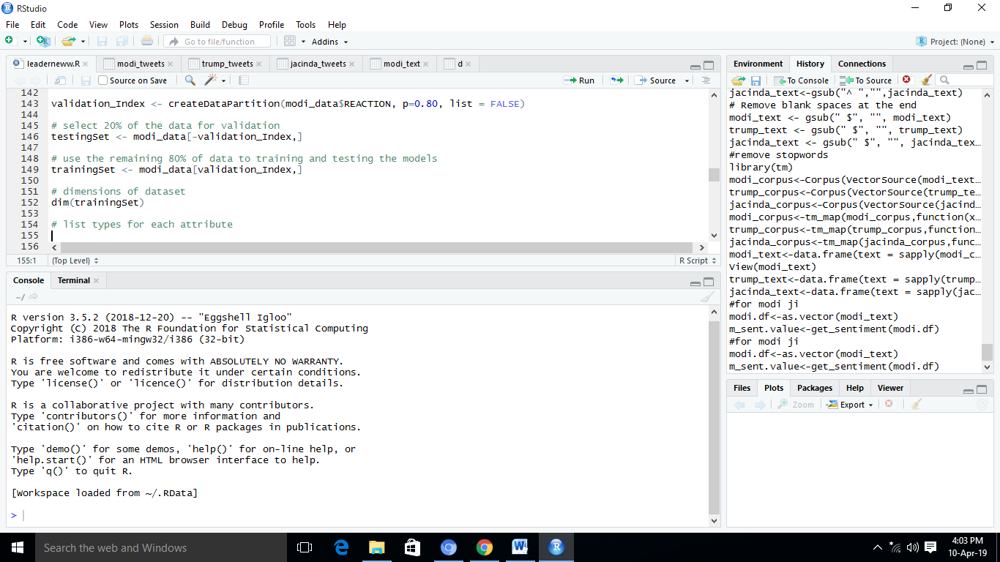 RStudio
File Edit Code View Plots Session Build Debug Profile Tools Help
Go to file/function Addins Project: (None)
leaderneww.R modi_tweets trump_tweets jacinda_tweets modi_text d
Source on Save Run Source
142
143 validation_Index <- createDataPartition(modi_data$REACTION, p=0.80, list = FALSE)
144
145 # select 20% of the data for validation
146 testingSet <- modi_data[-validation_Index,]
147
148 # use the remaining 80% of data to training and testing the models
149 trainingSet <- modi_data[validation_Index,]
150
151 # dimensions of dataset
152 dim(trainingSet)
153
154 # list types for each attribute
155
156
155:1 (Top Level) R Script
Console Terminal
~/
R version 3.5.2 (2018-12-20) -- "Eggshell Igloo"
Copyright (C) 2018 The R Foundation for Statistical Computing
Platform: i386-w64-mingw32/i386 (32-bit)
R is free software and comes with ABSOLUTELY NO WARRANTY.
You are welcome to redistribute it under certain conditions.
Type 'license()' or 'licence()' for distribution details.
R is a collaborative project with many contributors.
Type 'contributors()' for more information and
'citation()' on how to cite R or R packages in publications.
Type 'demo()' for some demos, 'help()' for on-line help, or
'help.start()' for an HTML browser interface to help.
Type 'q()' to quit R.
[Workspace loaded from ~/.RData]
>
Environment History Connections
To Console To Source
jacinda_text<-gsub("^ ","",jacinda_text)
# Remove blank spaces at the end
modi_text <- gsub(" $", "", modi_text)
trump_text <- gsub(" $", "", trump_text)
jacinda_text <- gsub(" $", "", jacinda_tex…
#remove stopwords
library(tm)
modi_corpus<-Corpus(VectorSource(modi_text…
trump_corpus<-Corpus(VectorSource(trump_te…
jacinda_corpus<-Corpus(VectorSource(jacind…
modi_corpus<-tm_map(modi_corpus,function(x…
trump_corpus<-tm_map(trump_corpus,function…
jacinda_corpus<-tm_map(jacinda_corpus,func…
modi_text<-data.frame(text = sapply(modi_c…
View(modi_text)
trump_text<-data.frame(text = sapply(trump…
jacinda_text<-data.frame(text = sapply(jac…
#for modi ji
modi.df<-as.vector(modi_text)
m_sent.value<-get_sentiment(modi.df)
#for modi ji
modi.df<-as.vector(modi_text)
m_sent.value<-get_sentiment(modi.df)
Files Plots Packages Help Viewer
Zoom Export
Search the web and Windows
4:03 PM
10-Apr-19